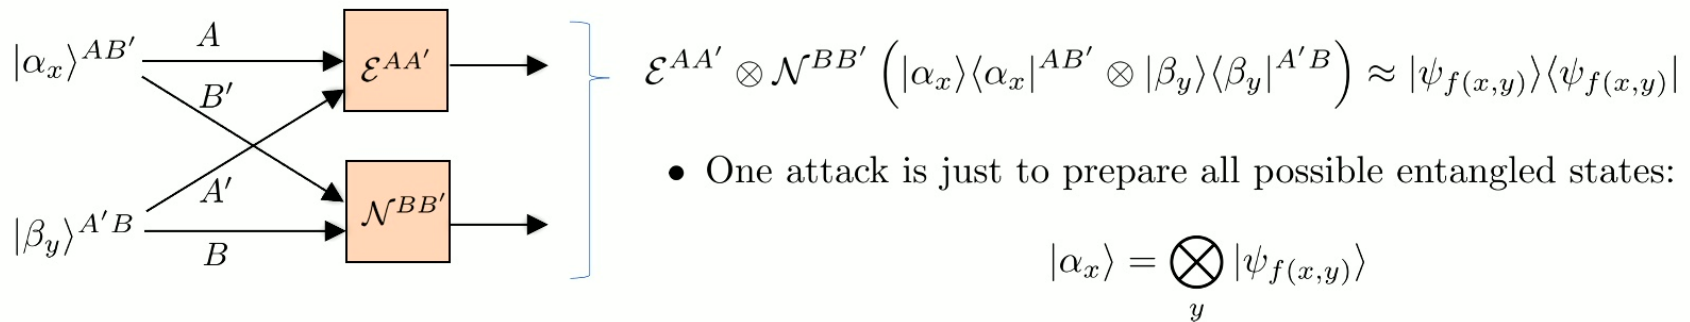 |α_x⟩^{AB′}
A
ℰ^{AA′}
B′
A′
|β_y⟩^{A′B}
B
𝒩^{BB′}
ℰ^{AA′} ⊗ 𝒩^{BB′} (|α_x⟩⟨α_x|^{AB′} ⊗ |β_y⟩⟨β_y|^{A′B}) ≈ |ψ_{f(x,y)}⟩⟨ψ_{f(x,y)}|
• One attack is just to prepare all possible entangled states:
|α_x⟩ = ⨂_y |ψ_{f(x,y)}⟩